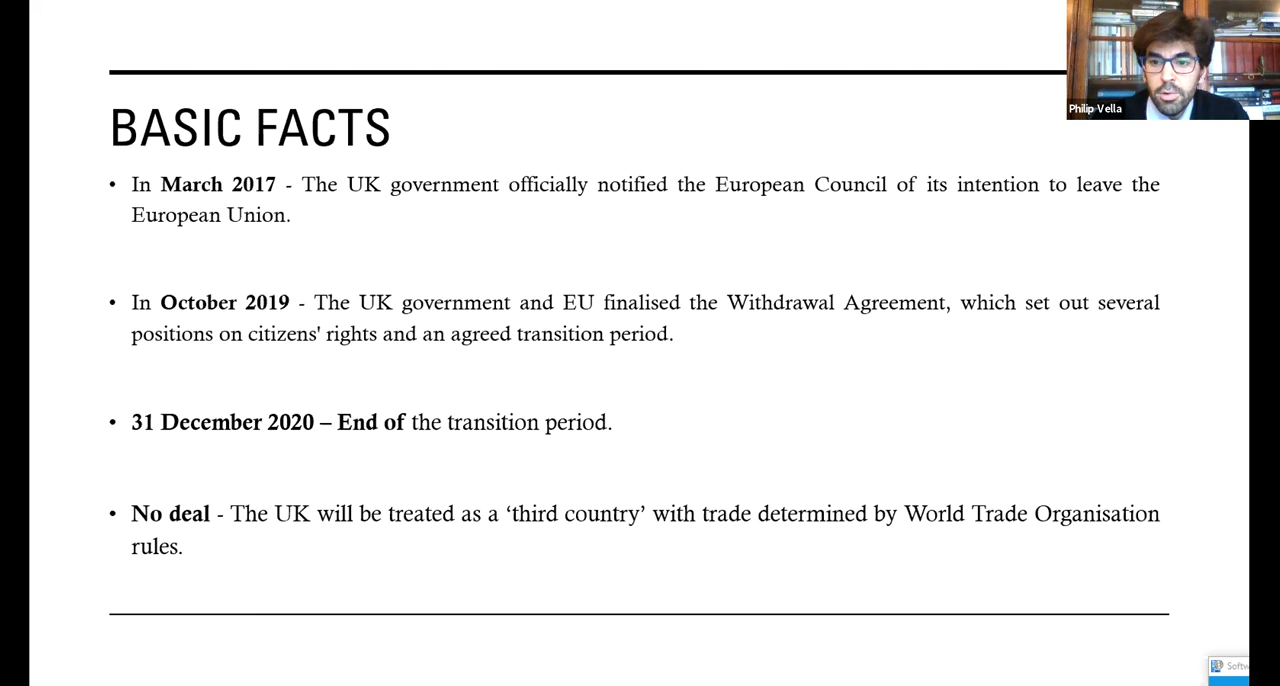 Philip Vella
BASIC FACTS
• In March 2017 - The UK government officially notified the European Council of its intention to leave the
European Union.
• In October 2019 - The UK government and EU finalised the Withdrawal Agreement, which set out several
positions on citizens' rights and an agreed transition period.
• 31 December 2020 – End of the transition period.
• No deal - The UK will be treated as a ‘third country’ with trade determined by World Trade Organisation
rules.